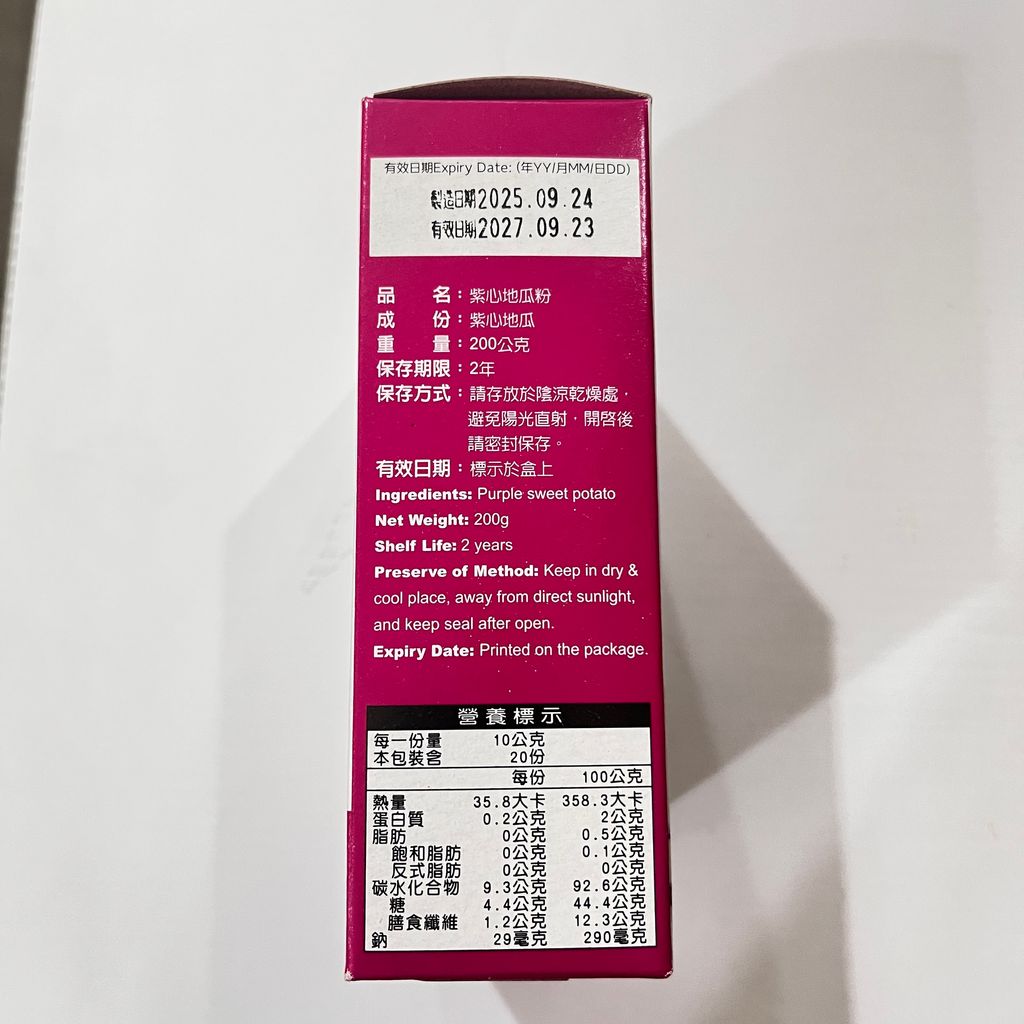 有效日期Expiry Date: (年YY/月MM/日DD)
製造日期2025.09.24
有效日期2027.09.23
品　名：紫心地瓜粉
成　份：紫心地瓜
重　量：200公克
保存期限：2年
保存方式：請存放於陰涼乾燥處，
避免陽光直射，開啓後
請密封保存。
有效日期：標示於盒上
Ingredients: Purple sweet potato
Net Weight: 200g
Shelf Life: 2 years
Preserve of Method: Keep in dry &
cool place, away from direct sunlight,
and keep seal after open.
Expiry Date: Printed on the package.
營養標示
每一份量 10公克
本包裝含 20份
每份 100公克
熱量 35.8大卡 358.3大卡
蛋白質 0.2公克 2公克
脂肪 0公克 0.5公克
飽和脂肪 0公克 0.1公克
反式脂肪 0公克 0公克
碳水化合物 9.3公克 92.6公克
糖 4.4公克 44.4公克
膳食纖維 1.2公克 12.3公克
鈉 29毫克 290毫克